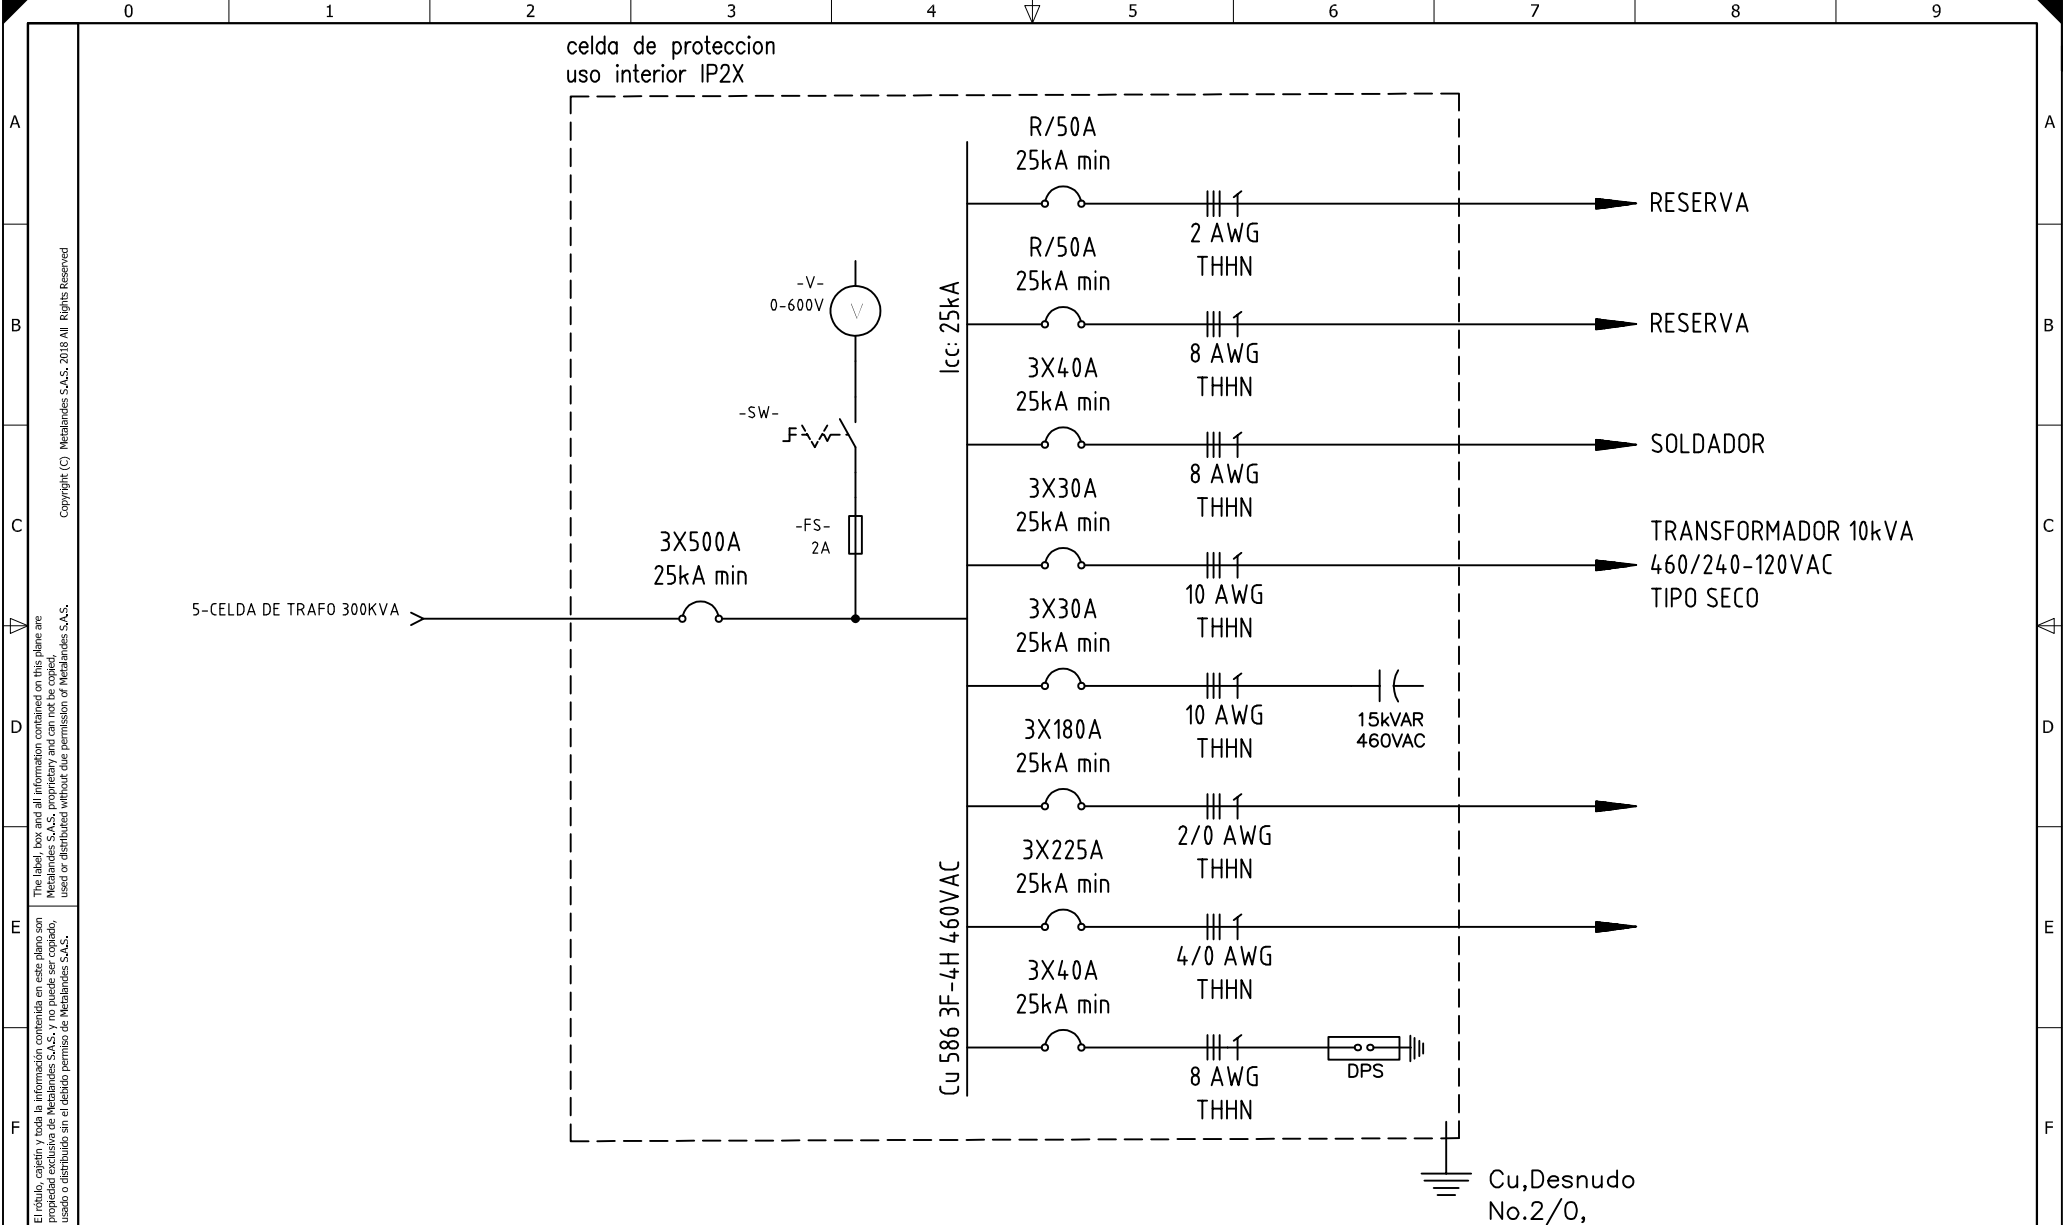 0 1 2 3 4 5 6 7 8 9
celda de proteccion
uso interior IP2X
A A
R/50A
25kA min
RESERVA
2 AWG
THHN
R/50A
25kA min
RESERVA
8 AWG
THHN
B B
-V-
0-600V
V
Icc: 25kA
3X40A
25kA min
SOLDADOR
8 AWG
THHN
-SW-
3X30A
25kA min
TRANSFORMADOR 10kVA
460/240-120VAC
TIPO SECO
10 AWG
THHN
C C
-FS-
2A
3X500A
25kA min
5-CELDA DE TRAFO 300KVA
3X30A
25kA min
10 AWG
THHN
15kVAR
460VAC
D D
3X180A
25kA min
2/0 AWG
THHN
3X225A
25kA min
4/0 AWG
THHN
E E
Cu 586 3F-4H 460VAC
3X40A
25kA min
8 AWG
THHN
DPS
F F
Cu,Desnudo
No.2/0,
Copyright (C) Metalandes S.A.S. 2018 All Rights Reserved
The label, box and all information contained on this plane are
Metalandes S.A.S. proprietary and can not be copied,
used or distributed without due permission of Metalandes S.A.S.
El rótulo, cajetín y toda la información contenida en este plano son
propiedad exclusiva de Metalandes S.A.S. y no puede ser copiado,
usado o distribuido sin el debido permiso de Metalandes S.A.S.